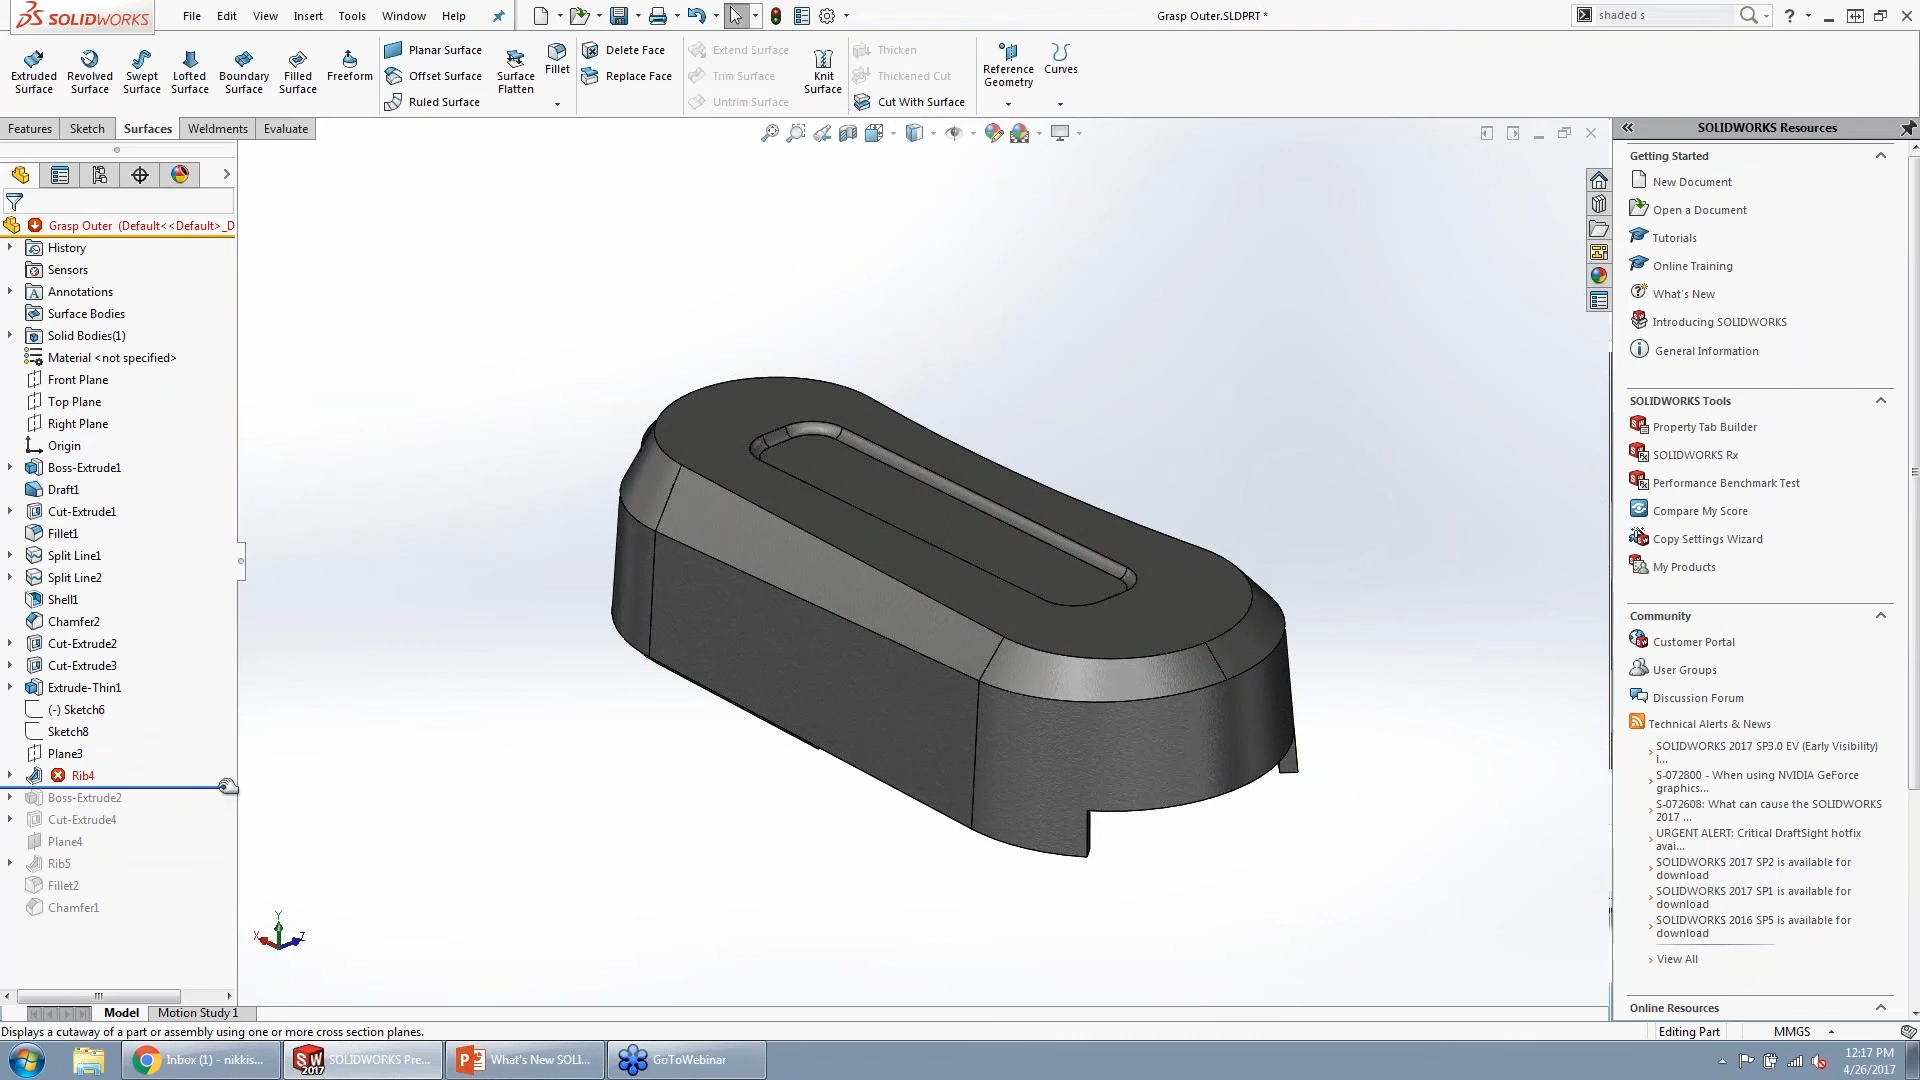 SOLIDWORKS
File Edit View Insert Tools Window Help
Grasp Outer.SLDPRT *
shaded s
Extruded Surface
Revolved Surface
Swept Surface
Lofted Surface
Boundary Surface
Filled Surface
Freeform
Planar Surface
Offset Surface
Ruled Surface
Surface Flatten
Fillet
Delete Face
Replace Face
Extend Surface
Trim Surface
Untrim Surface
Knit Surface
Thicken
Thickened Cut
Cut With Surface
Reference Geometry
Curves
Features Sketch Surfaces Weldments Evaluate
Grasp Outer (Default<<Default>_D
History
Sensors
Annotations
Surface Bodies
Solid Bodies(1)
Material <not specified>
Front Plane
Top Plane
Right Plane
Origin
Boss-Extrude1
Draft1
Cut-Extrude1
Fillet1
Split Line1
Split Line2
Shell1
Chamfer2
Cut-Extrude2
Cut-Extrude3
Extrude-Thin1
(-) Sketch6
Sketch8
Plane3
Rib4
Boss-Extrude2
Cut-Extrude4
Plane4
Rib5
Fillet2
Chamfer1
Y
X
Z
SOLIDWORKS Resources
Getting Started
New Document
Open a Document
Tutorials
Online Training
What's New
Introducing SOLIDWORKS
General Information
SOLIDWORKS Tools
Property Tab Builder
SOLIDWORKS Rx
Performance Benchmark Test
Compare My Score
Copy Settings Wizard
My Products
Community
Customer Portal
User Groups
Discussion Forum
Technical Alerts & News
SOLIDWORKS 2017 SP3.0 EV (Early Visibility)
i...
S-072800 - When using NVIDIA GeForce
graphics...
S-072608: What can cause the SOLIDWORKS
2017 ...
URGENT ALERT: Critical DraftSight hotfix
avai...
SOLIDWORKS 2017 SP2 is available for
download
SOLIDWORKS 2017 SP1 is available for
download
SOLIDWORKS 2016 SP5 is available for
download
View All
Online Resources
Model Motion Study 1
Displays a cutaway of a part or assembly using one or more cross section planes.
Editing Part MMGS
Inbox (1) - nikkis...
SW 2017
SOLIDWORKS Pre...
What's New SOLI...
GoToWebinar
12:17 PM
4/26/2017